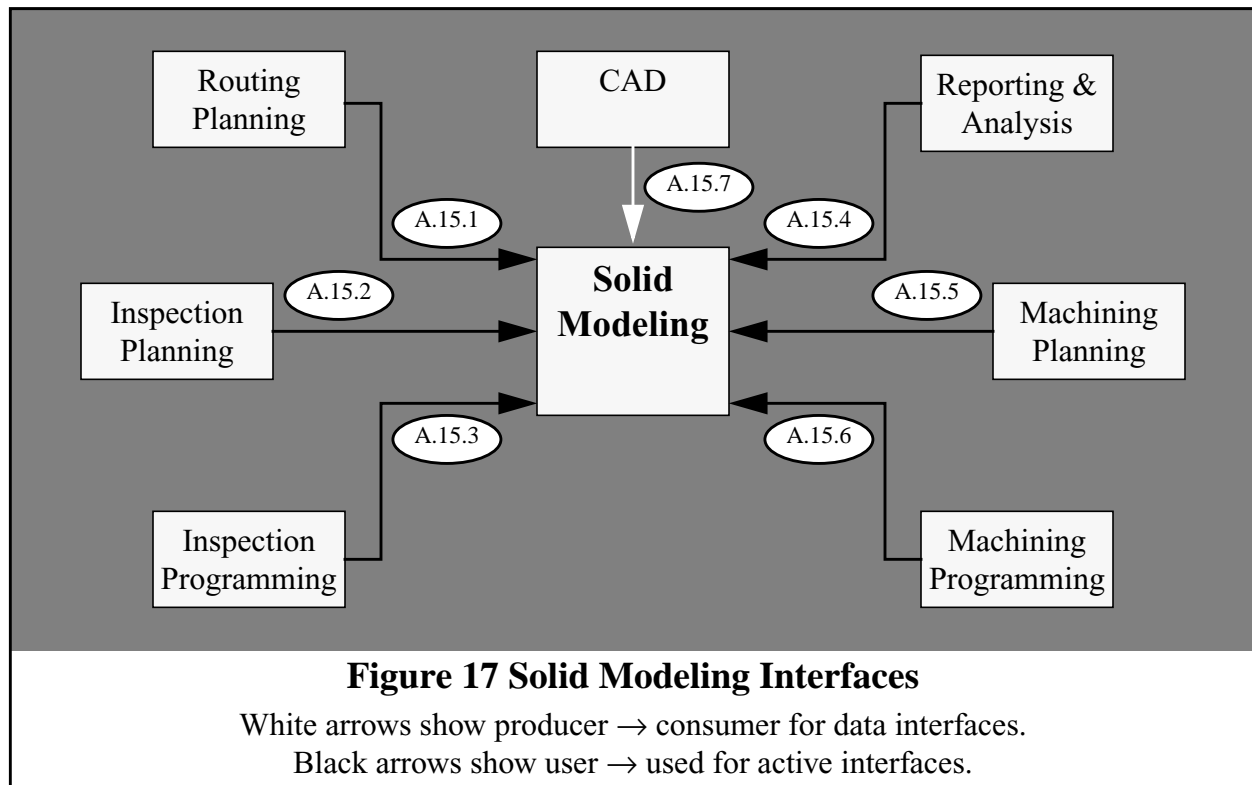 Routing
Planning
CAD
Reporting &
Analysis
A.15.7
A.15.1
A.15.4
Solid
Modeling
A.15.2
A.15.5
Inspection
Planning
Machining
Planning
A.15.3
A.15.6
Inspection
Programming
Machining
Programming
Figure 17 Solid Modeling Interfaces
White arrows show producer → consumer for data interfaces.
Black arrows show user → used for active interfaces.